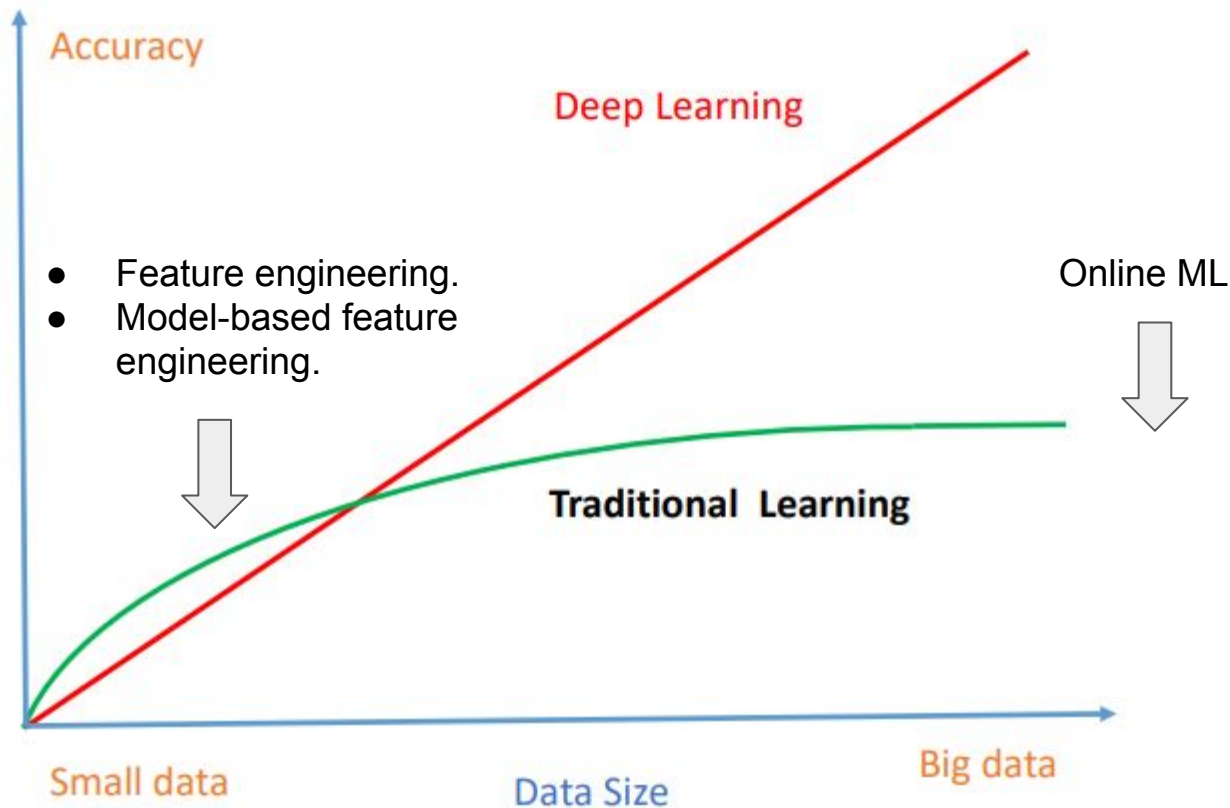 Accuracy
Deep Learning
● Feature engineering.
● Model-based feature
engineering.
Online ML
Traditional Learning
Small data
Data Size
Big data